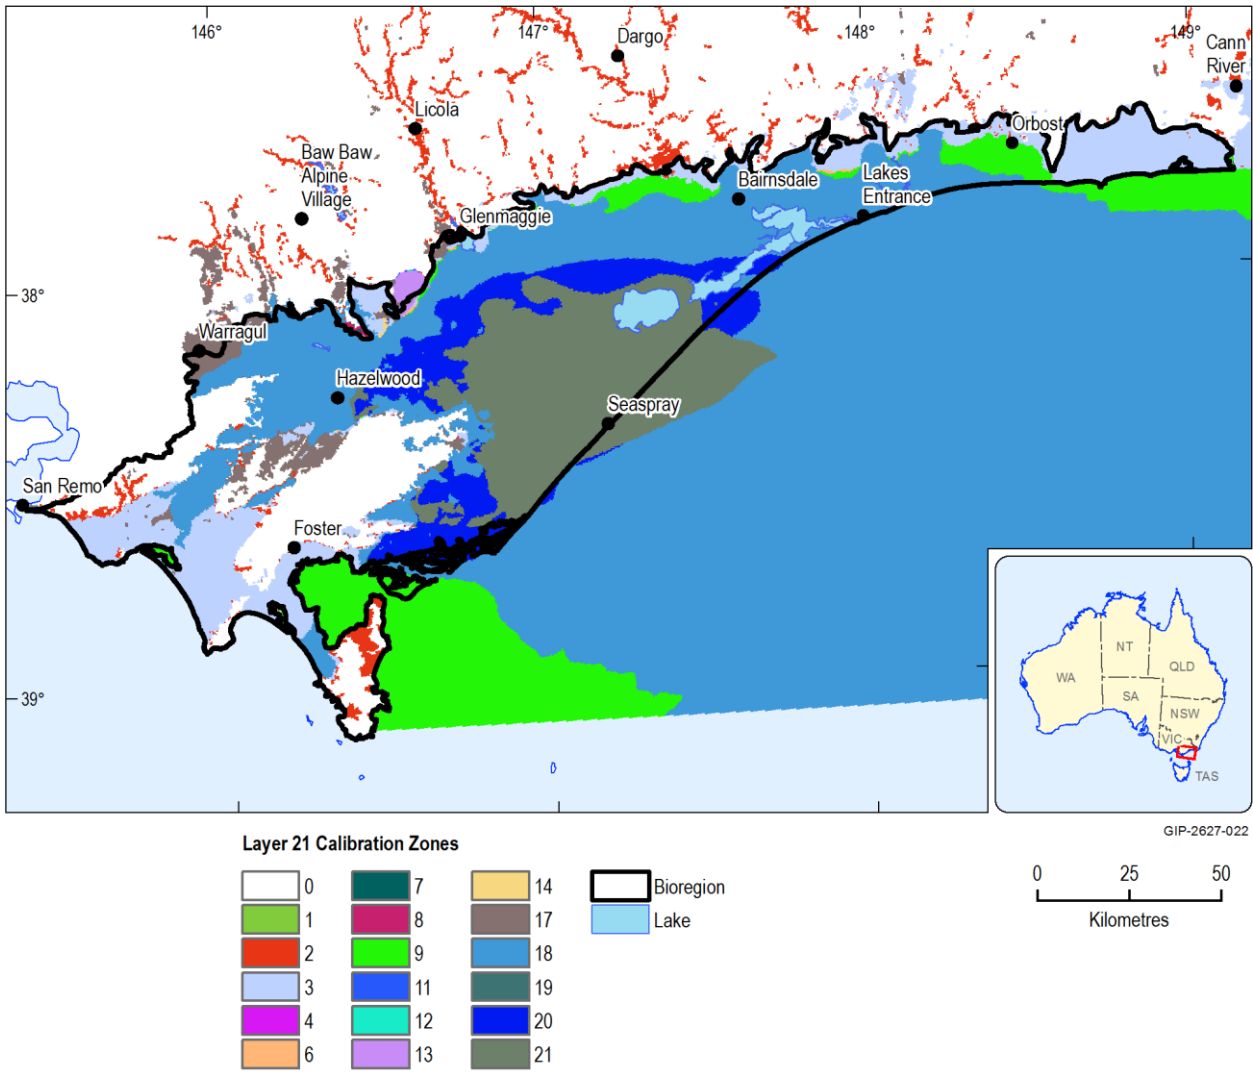 146°
147°
148°
149°
Dargo
Cann
River
Licola
Orbost
Baw Baw
Alpine
Village
Bairnsdale
Lakes
Entrance
Glenmaggie
38°
Warragul
Hazelwood
Seaspray
San Remo
Foster
39°
NT
WA
QLD
SA
NSW
VIC
TAS
GIP-2627-022
Layer 21 Calibration Zones
0
7
14
Bioregion
1
8
17
Lake
2
9
18
3
11
19
4
12
20
6
13
21
0 25 50
Kilometres